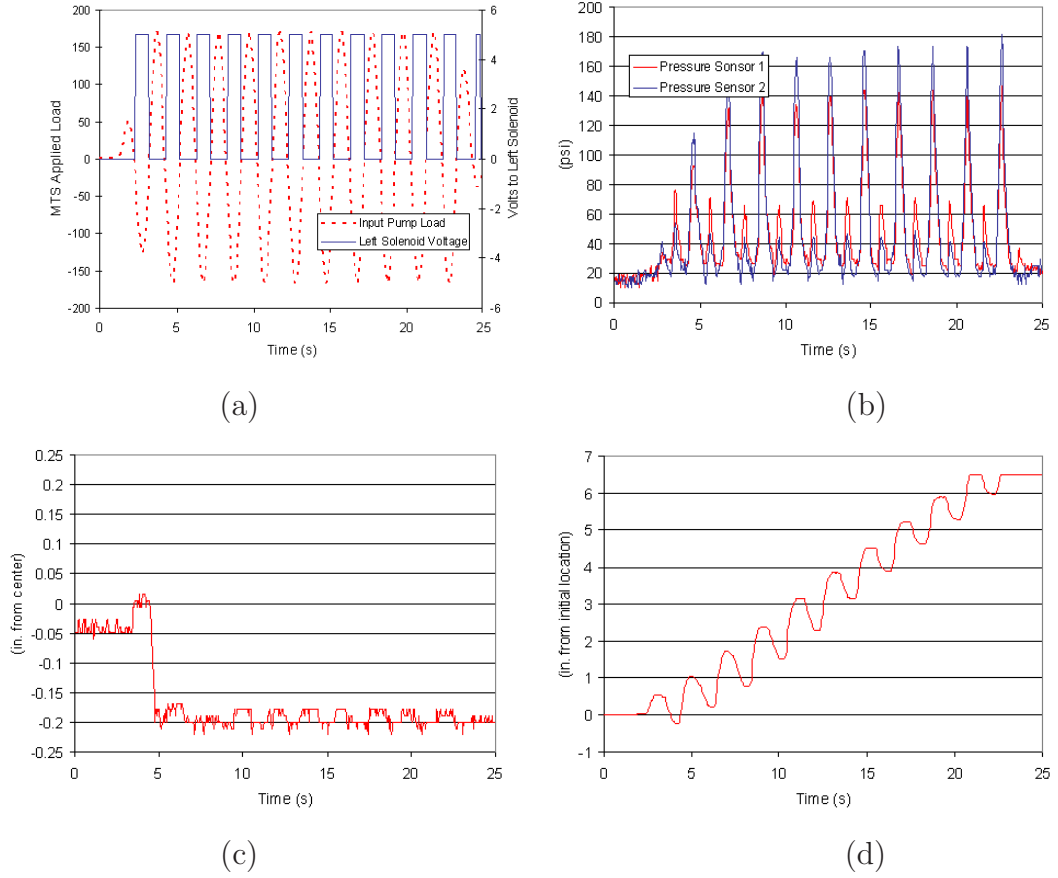 200
150
100
50
0
-50
-100
-150
-200
MTS Applied Load
6
4
2
0
-2
-4
-6
Volts to Left Solenoid
Input Pump Load
Left Solenoid Voltage
0 5 10 15 20 25
Time (s)
(a)
200
180
160
140
120
100
80
60
40
20
0
(psi)
Pressure Sonsor 1
Pressure Sensor 2
0 5 10 15 20 25
Time (s)
(b)
0.25
0.2
0.15
0.1
0.05
0
-0.05
-0.1
-0.15
-0.2
-0.25
(in. from center)
0 5 10 15 20 25
Time (s)
(c)
7
6
5
4
3
2
1
0
-1
(in. from initial location)
0 5 10 15 20 25
Time (s)
(d)